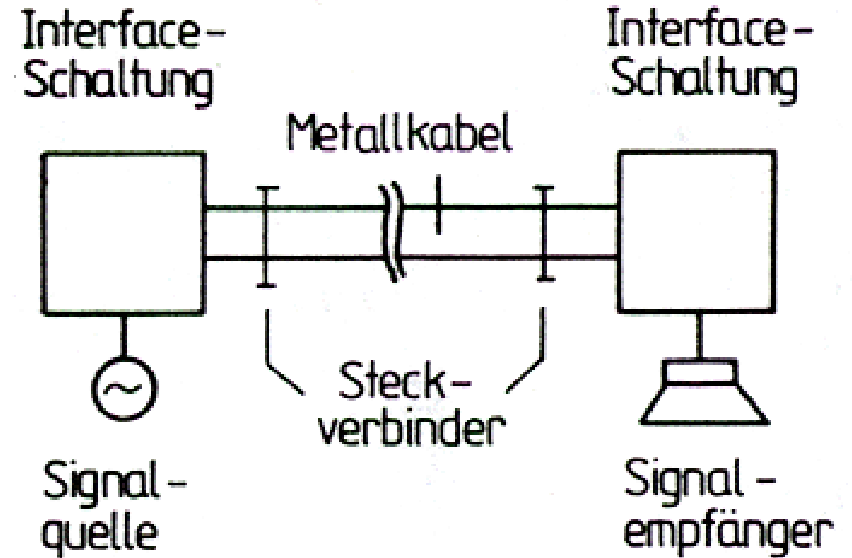 Interface-
Schaltung
Interface-
Schaltung
Metallkabel
Steck-
verbinder
Signal-
quelle
Signal-
empfänger